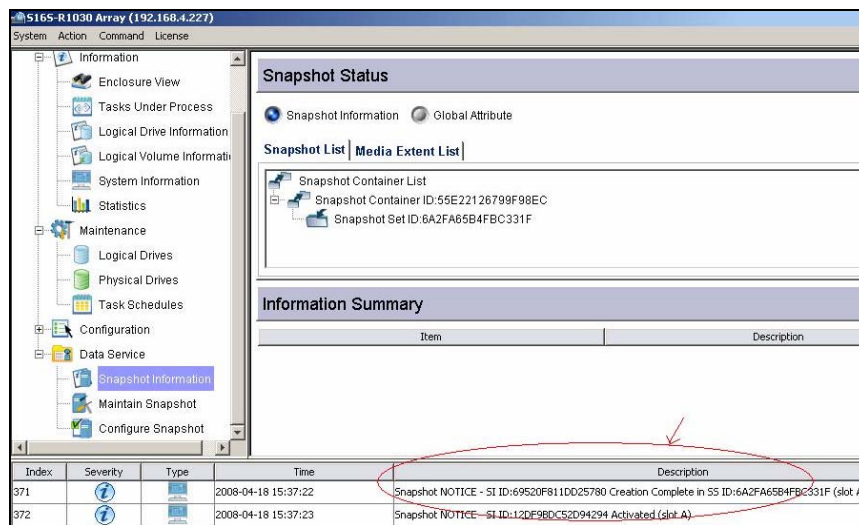 S16S-R1030 Array (192.168.4.227)
System Action Command License
Information
Enclosure View
Tasks Under Process
Logical Drive Information
Logical Volume Informati
System Information
Statistics
Maintenance
Logical Drives
Physical Drives
Task Schedules
Configuration
Data Service
Snapshot Information
Maintain Snapshot
Configure Snapshot
Snapshot Status
Snapshot Information Global Attribute
Snapshot List Media Extent List
Snapshot Container List
Snapshot Container ID:55E22126799F98EC
Snapshot Set ID:6A2FA65B4FBC331F
Information Summary
Item Description
Index Severity Type Time Description
371 2008-04-18 15:37:22 Snapshot NOTICE - SI ID:69520F811DD25780 Creation Complete in SS ID:6A2FA65B4FBC331F (slot A
372 2008-04-18 15:37:23 Snapshot NOTICE - SI ID:12DF9BDC52D94294 Activated (slot A)